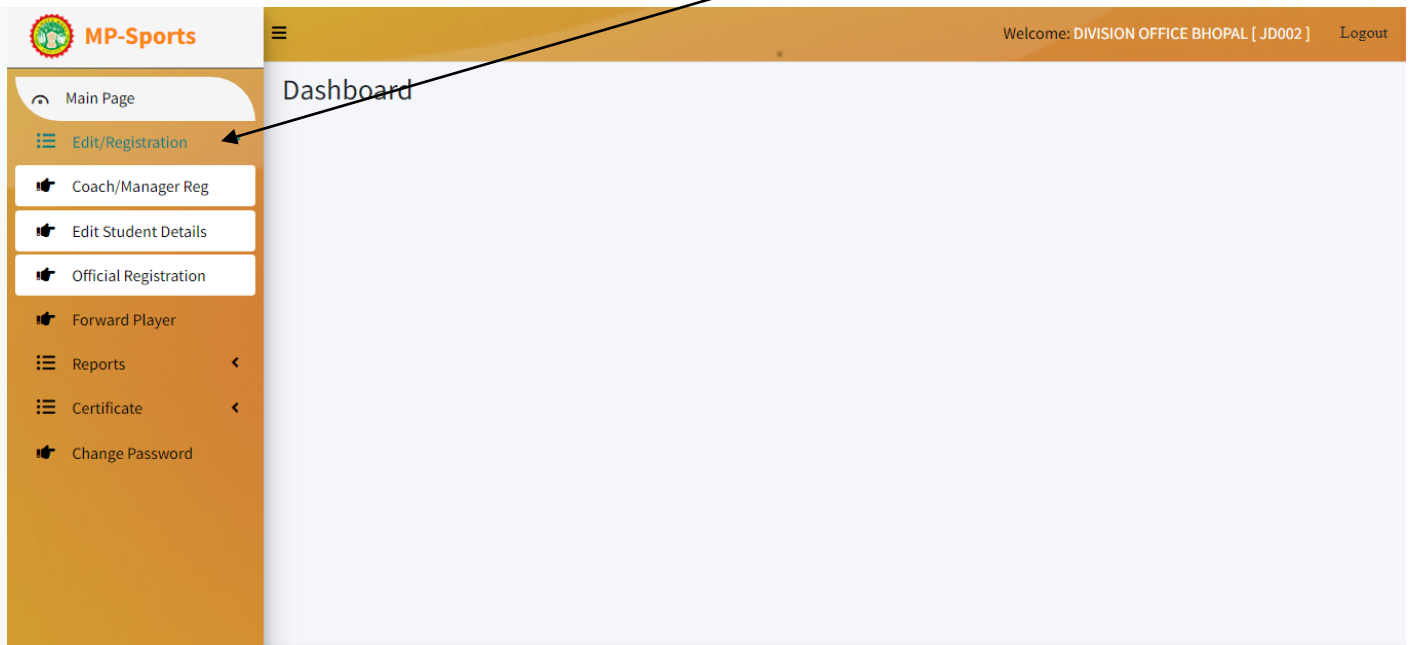 MP-Sports
Welcome: DIVISION OFFICE BHOPAL [ JD002 ] Logout
Main Page
Dashboard
Edit/Registration
Coach/Manager Reg
Edit Student Details
Official Registration
Forward Player
Reports
Certificate
Change Password